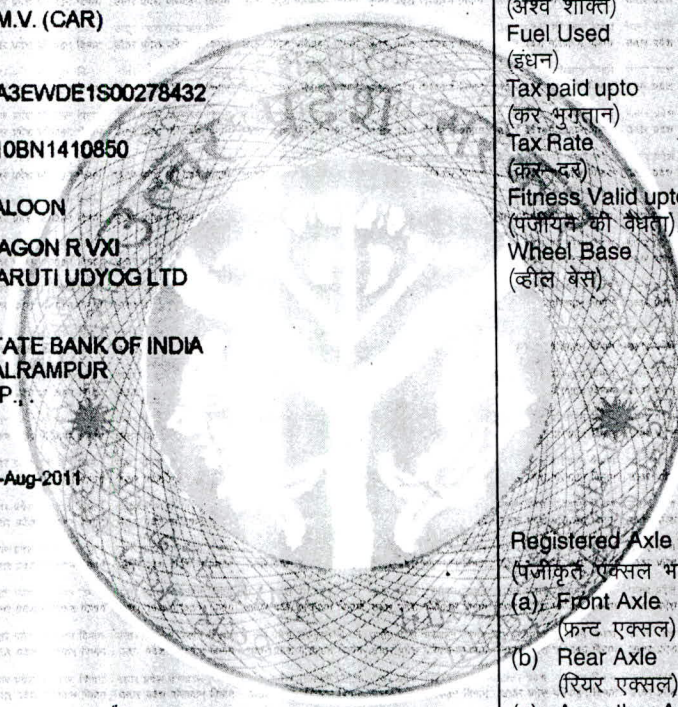 M.V. (CAR)
A3EWDE1S00278432
10BN1410850
ALOON
AGON R VXI
ARUTI UDYOG LTD
TATE BANK OF INDIA
ALRAMPUR
P., .
-Aug-2011
(अश्व शक्ति)
Fuel Used
(इंधन)
Tax paid upto
(कर भुगतान)
Tax Rate
(कर-दर)
Fitness Valid upto
(पंजीयन की वैधता)
Wheel Base
(व्हील बेस)
Registered Axle
(पंजीकृत एक्सल
(a), Front Axle
(फ्रन्ट एक्सल)
(b) Rear Axle
(रियर एक्सल)